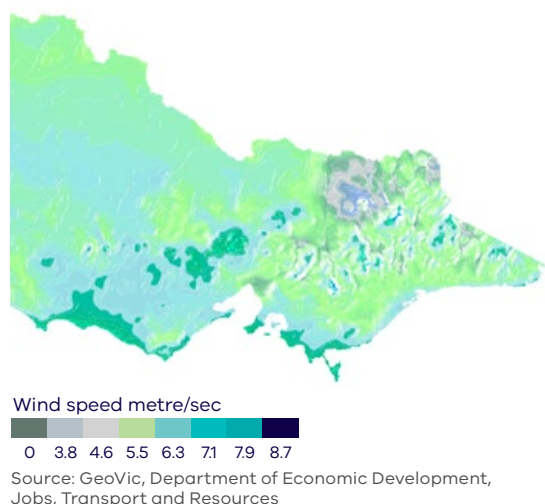 Wind speed metre/sec
0 3.8 4.6 5.5 6.3 7.1 7.9 8.7
Source: GeoVic, Department of Economic Development,
Jobs, Transport and Resources